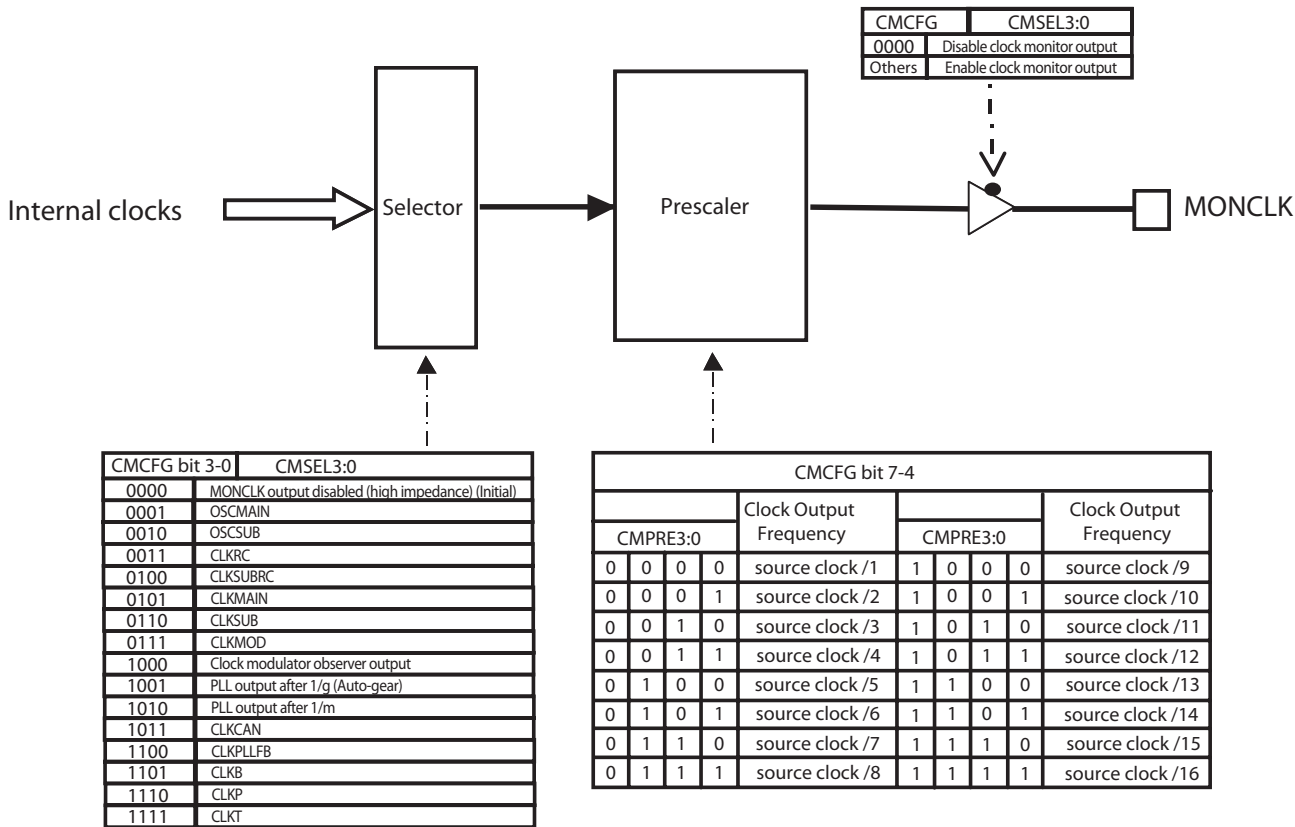 CMCFG CMSEL3:0
0000 Disable clock monitor output
Others Enable clock monitor output
Internal clocks
Selector
Prescaler
MONCLK
CMCFG bit 3-0 CMSEL3:0
0000 MONCLK output disabled (high impedance) (Initial)
0001 OSCMAIN
0010 OSCSUB
0011 CLKRC
0100 CLKSUBRC
0101 CLKMAIN
0110 CLKSUB
0111 CLKMOD
1000 Clock modulator observer output
1001 PLL output after 1/g (Auto-gear)
1010 PLL output after 1/m
1011 CLKCAN
1100 CLKPLLFB
1101 CLKB
1110 CLKP
1111 CLKT
CMCFG bit 7-4
CMPRE3:0 Clock Output Frequency CMPRE3:0 Clock Output Frequency
0 0 0 0 source clock /1 1 0 0 0 source clock /9
0 0 0 1 source clock /2 1 0 0 1 source clock /10
0 0 1 0 source clock /3 1 0 1 0 source clock /11
0 0 1 1 source clock /4 1 0 1 1 source clock /12
0 1 0 0 source clock /5 1 1 0 0 source clock /13
0 1 0 1 source clock /6 1 1 0 1 source clock /14
0 1 1 0 source clock /7 1 1 1 0 source clock /15
0 1 1 1 source clock /8 1 1 1 1 source clock /16